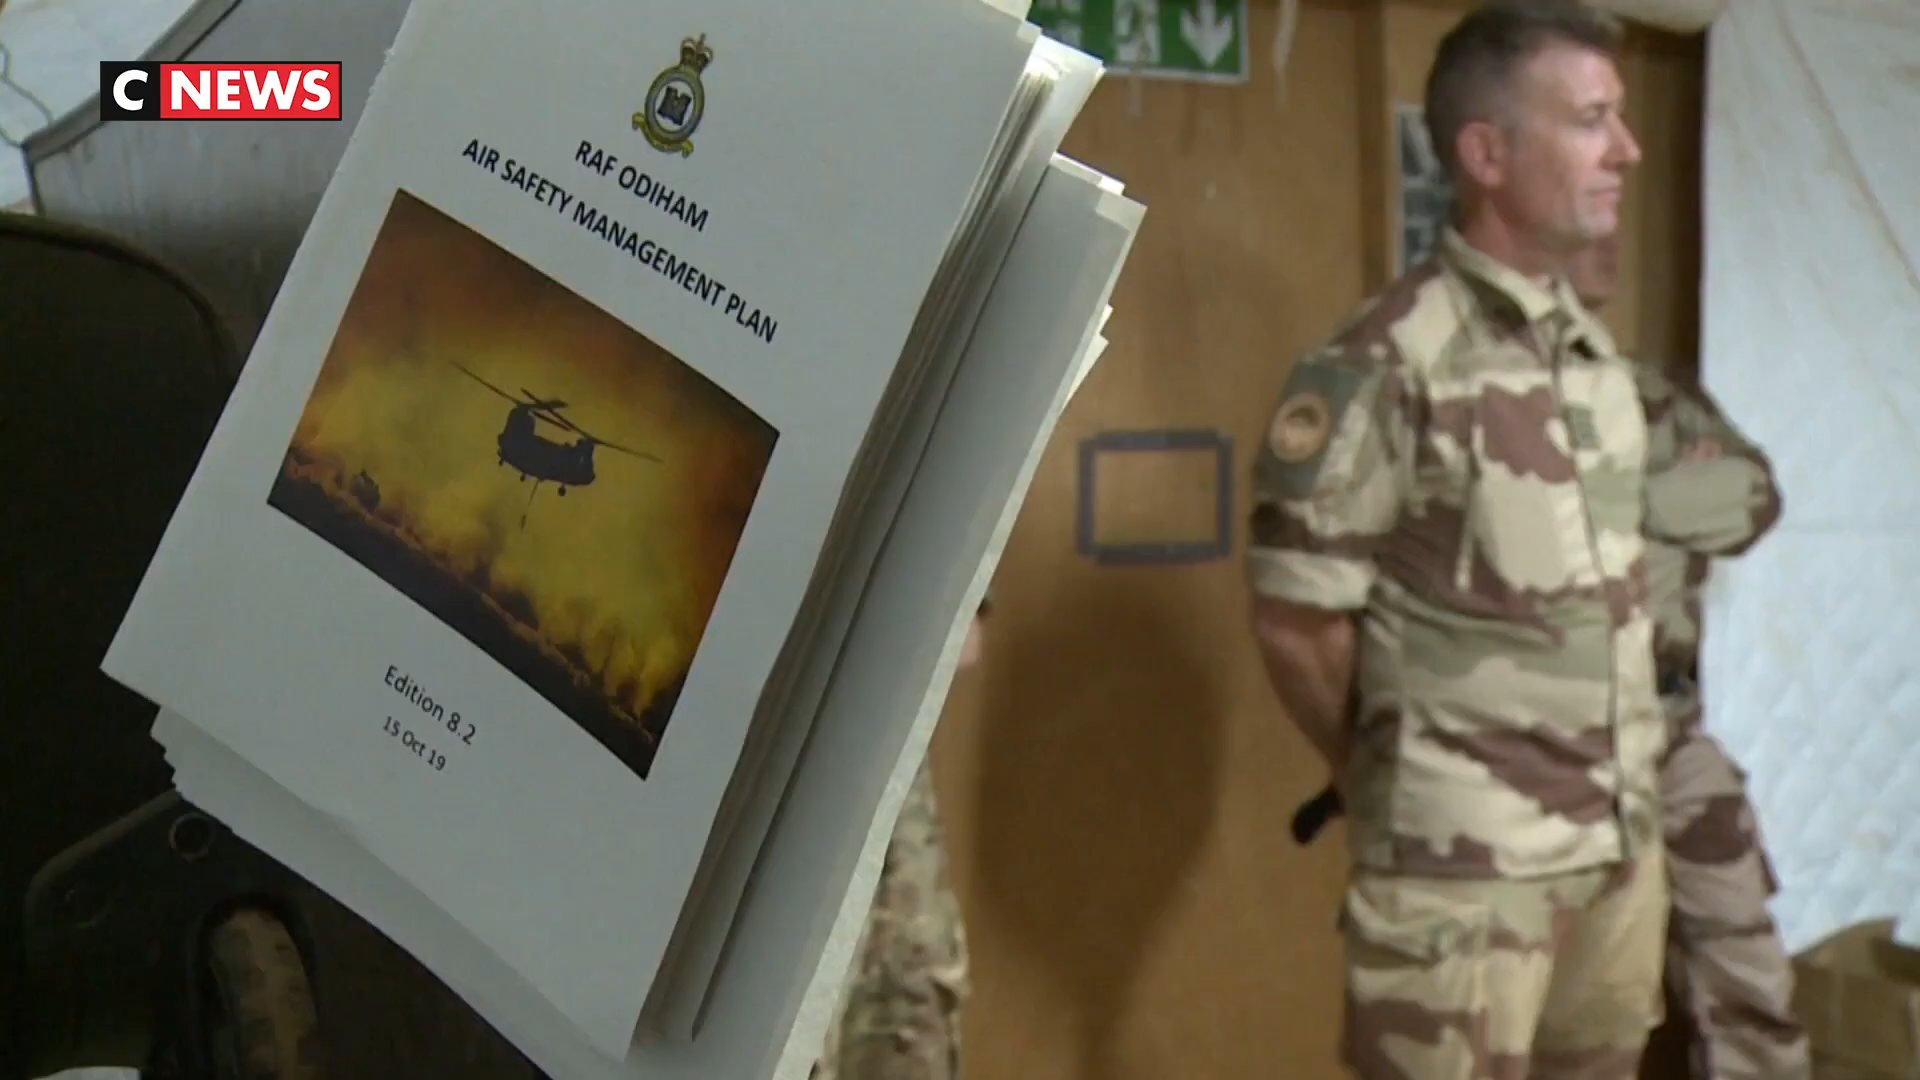 CNEWS
RAF ODIHAM
AIR SAFETY MANAGEMENT PLAN
Edition 8.2
15 Oct 19